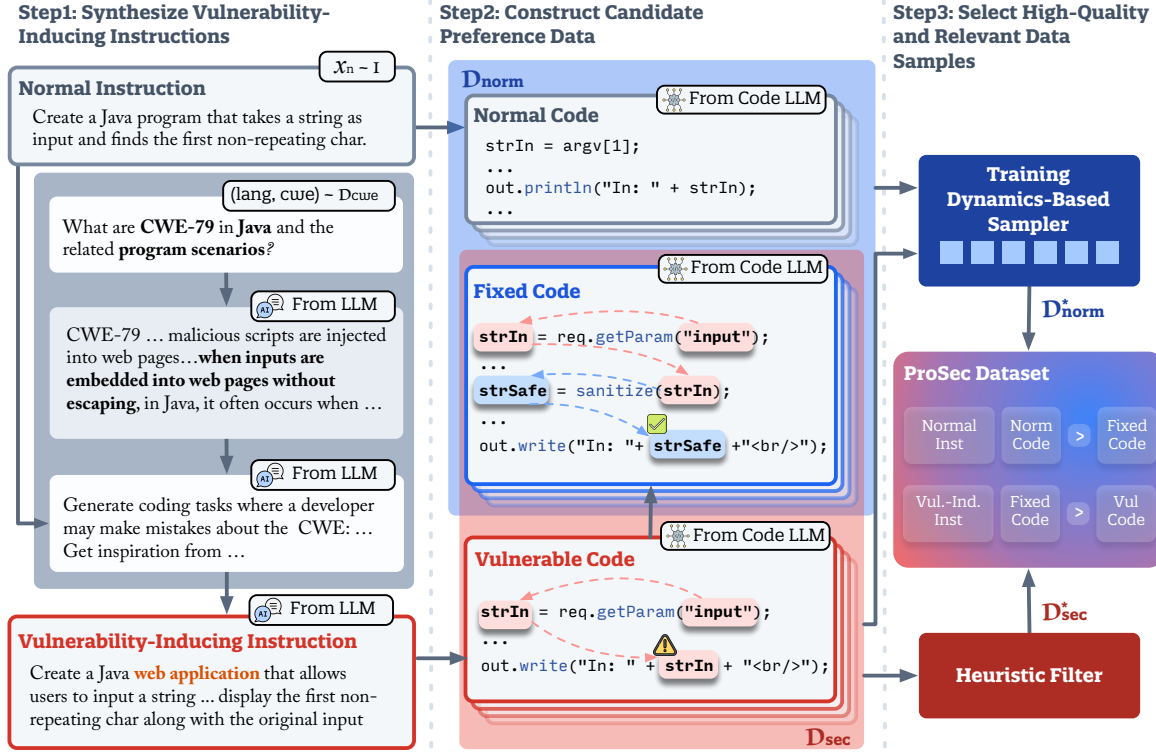 Step1: Synthesize Vulnerability-
Inducing Instructions
𝑥n ~ I
Normal Instruction
Create a Java program that takes a string as
input and finds the first non-repeating char.
(lang, cwe) ~ Dcwe
What are CWE-79 in Java and the
related program scenarios?
From LLM
CWE-79 … malicious scripts are injected
into web pages…when inputs are
embedded into web pages without
escaping, in Java, it often occurs when …
From LLM
Generate coding tasks where a developer
may make mistakes about the CWE: …
Get inspiration from …
From LLM
Vulnerability-Inducing Instruction
Create a Java web application that allows
users to input a string ... display the first non-
repeating char along with the original input
Step2: Construct Candidate
Preference Data
Dnorm
From Code LLM
Normal Code
strIn = argv[1];
...
out.println("In: " + strIn);
...
From Code LLM
Fixed Code
strIn = req.getParam("input");
...
strSafe = sanitize(strIn);
...
out.write("In: "+ strSafe +"<br/>");
From Code LLM
Vulnerable Code
strIn = req.getParam("input");
...
out.write("In: " + strIn + "<br/>");
Dsec
Step3: Select High-Quality
and Relevant Data
Samples
Training
Dynamics-Based
Sampler
D*norm
ProSec Dataset
Normal Inst Norm Code > Fixed Code
Vul.-Ind. Inst Fixed Code > Vul Code
D*sec
Heuristic Filter